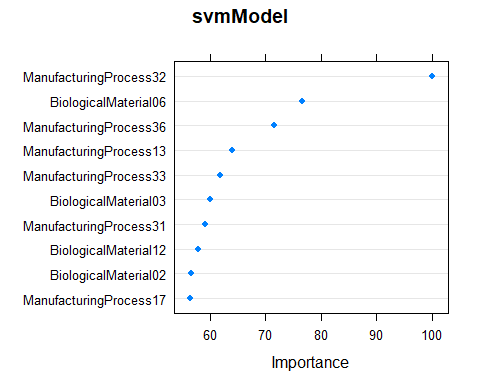 svmModel
ManufacturingProcess32
BiologicalMaterial06
ManufacturingProcess36
ManufacturingProcess13
ManufacturingProcess33
BiologicalMaterial03
ManufacturingProcess31
BiologicalMaterial12
BiologicalMaterial02
ManufacturingProcess17
60 70 80 90 100
Importance